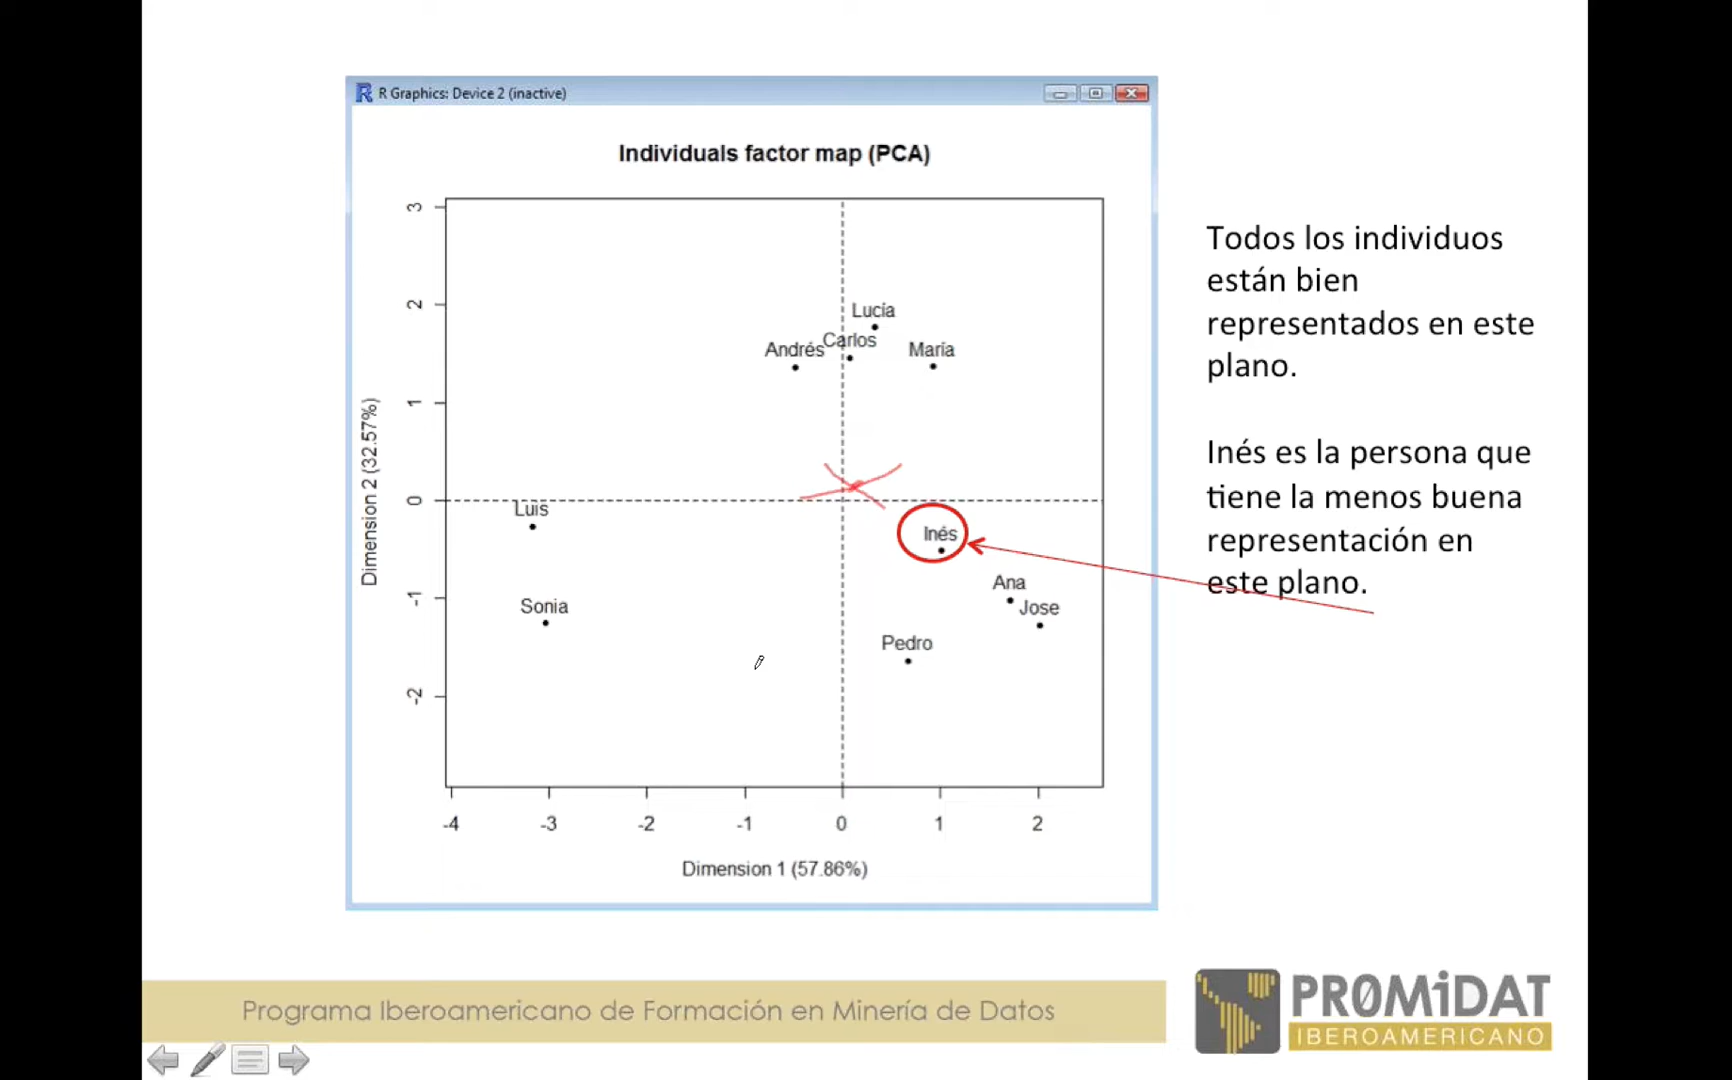 R Graphics: Device 2 (inactive)
Individuals factor map (PCA)
3
2
1
0
-1
-2
Dimension 2 (32.57%)
Lucía
Carlos
Andrés
María
Luis
Inés
Ana
Jose
Sonia
Pedro
-4 -3 -2 -1 0 1 2
Dimension 1 (57.86%)
Todos los individuos
están bien
representados en este
plano.
Inés es la persona que
tiene la menos buena
representación en
este plano.
Programa Iberoamericano de Formación en Minería de Datos
PR0MiDAT
IBEROAMERICANO